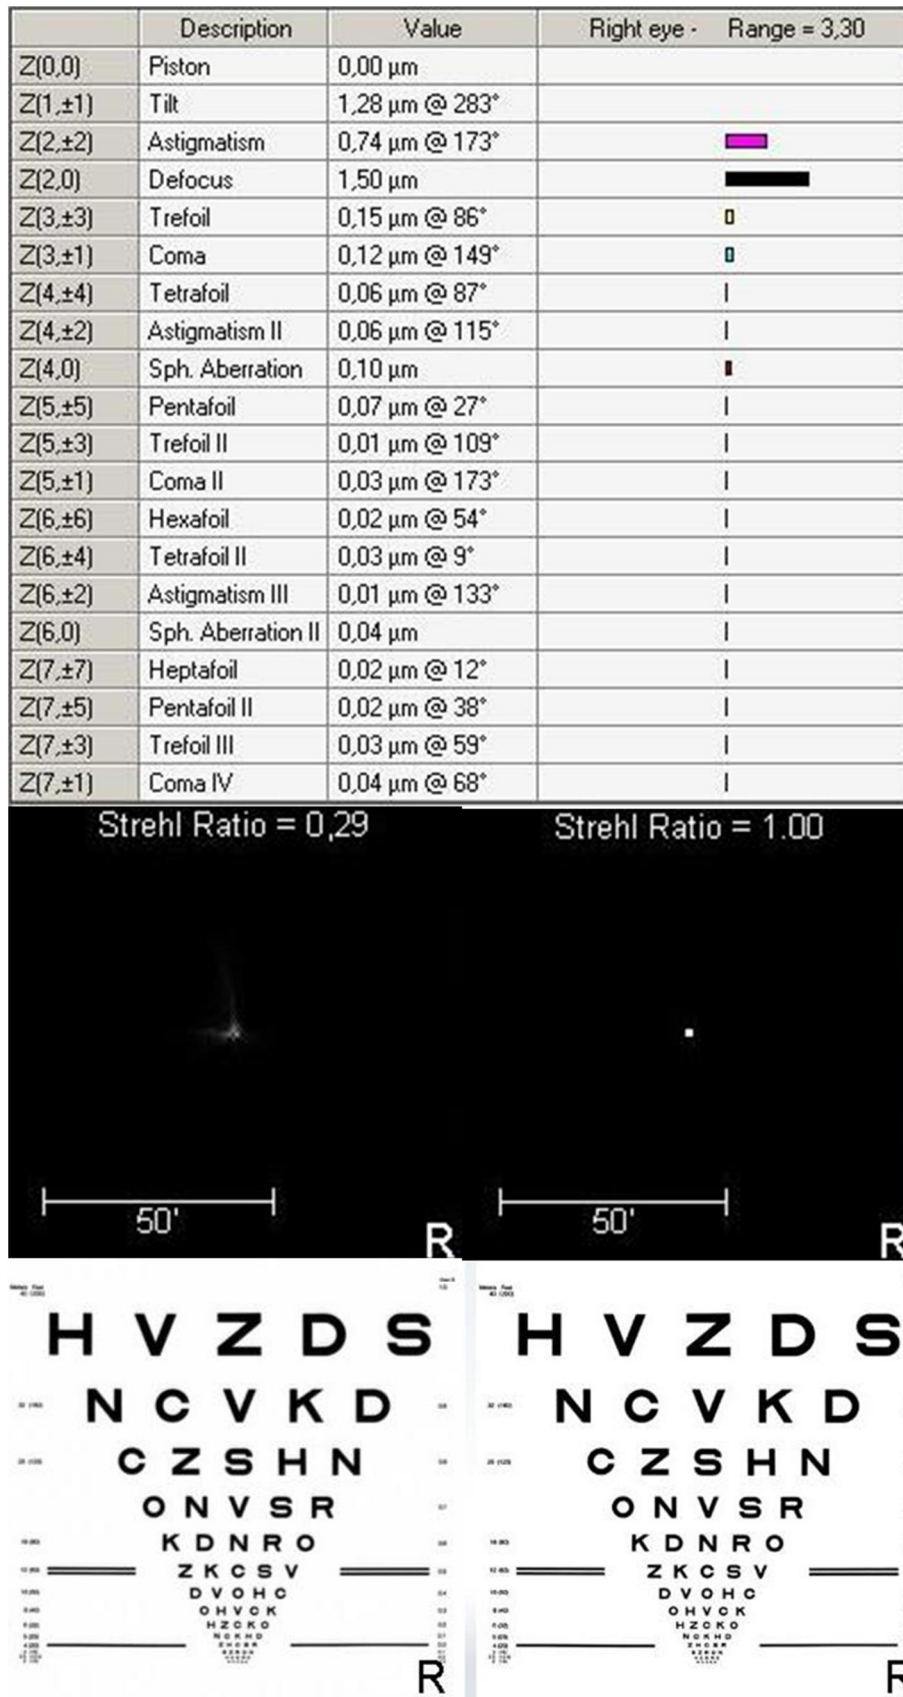 Description Value Right eye - Range = 3,30
Z(0,0) Piston 0,00 µm
Z(1,±1) Tilt 1,28 µm @ 283°
Z(2,±2) Astigmatism 0,74 µm @ 173°
Z(2,0) Defocus 1,50 µm
Z(3,±3) Trefoil 0,15 µm @ 86°
Z(3,±1) Coma 0,12 µm @ 149°
Z(4,±4) Tetrafoil 0,06 µm @ 87°
Z(4,±2) Astigmatism II 0,06 µm @ 115°
Z(4,0) Sph. Aberration 0,10 µm
Z(5,±5) Pentafoil 0,07 µm @ 27°
Z(5,±3) Trefoil II 0,01 µm @ 109°
Z(5,±1) Coma II 0,03 µm @ 173°
Z(6,±6) Hexafoil 0,02 µm @ 54°
Z(6,±4) Tetrafoil II 0,03 µm @ 9°
Z(6,±2) Astigmatism III 0,01 µm @ 133°
Z(6,0) Sph. Aberration II 0,04 µm
Z(7,±7) Heptafoil 0,02 µm @ 12°
Z(7,±5) Pentafoil II 0,02 µm @ 38°
Z(7,±3) Trefoil III 0,03 µm @ 59°
Z(7,±1) Coma IV 0,04 µm @ 68°
Strehl Ratio = 0,29 Strehl Ratio = 1.00
50' 50'
R R
H V Z D S H V Z D S
N C V K D N C V K D
C Z S H N C Z S H N
O N V S R O N V S R
K D N R O K D N R O
Z K C S V Z K C S V
D V O H C D V O H C
O H V C K O H V C K
H Z C K O H Z C K O
N C K H D N C K H D
R R